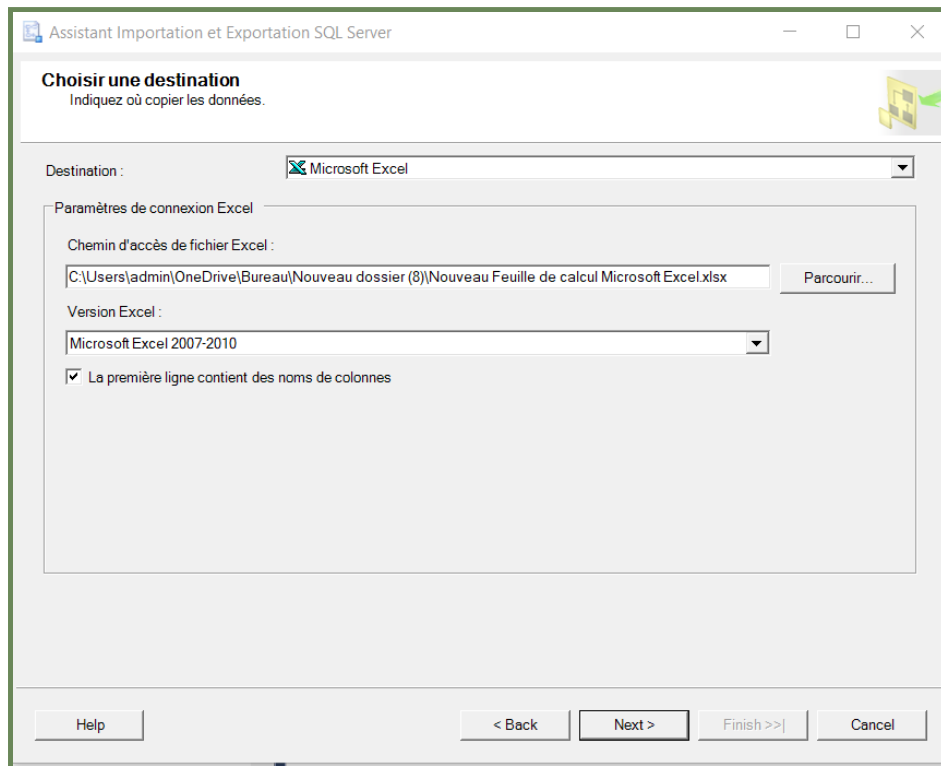 Assistant Importation et Exportation SQL Server
Choisir une destination
Indiquez où copier les données.
Destination :
Microsoft Excel
Paramètres de connexion Excel
Chemin d'accès de fichier Excel :
C:\Users\admin\OneDrive\Bureau\Nouveau dossier (8)\Nouveau Feuille de calcul Microsoft Excel.xlsx
Parcourir...
Version Excel :
Microsoft Excel 2007-2010
La première ligne contient des noms de colonnes
Help
< Back
Next >
Finish >>|
Cancel